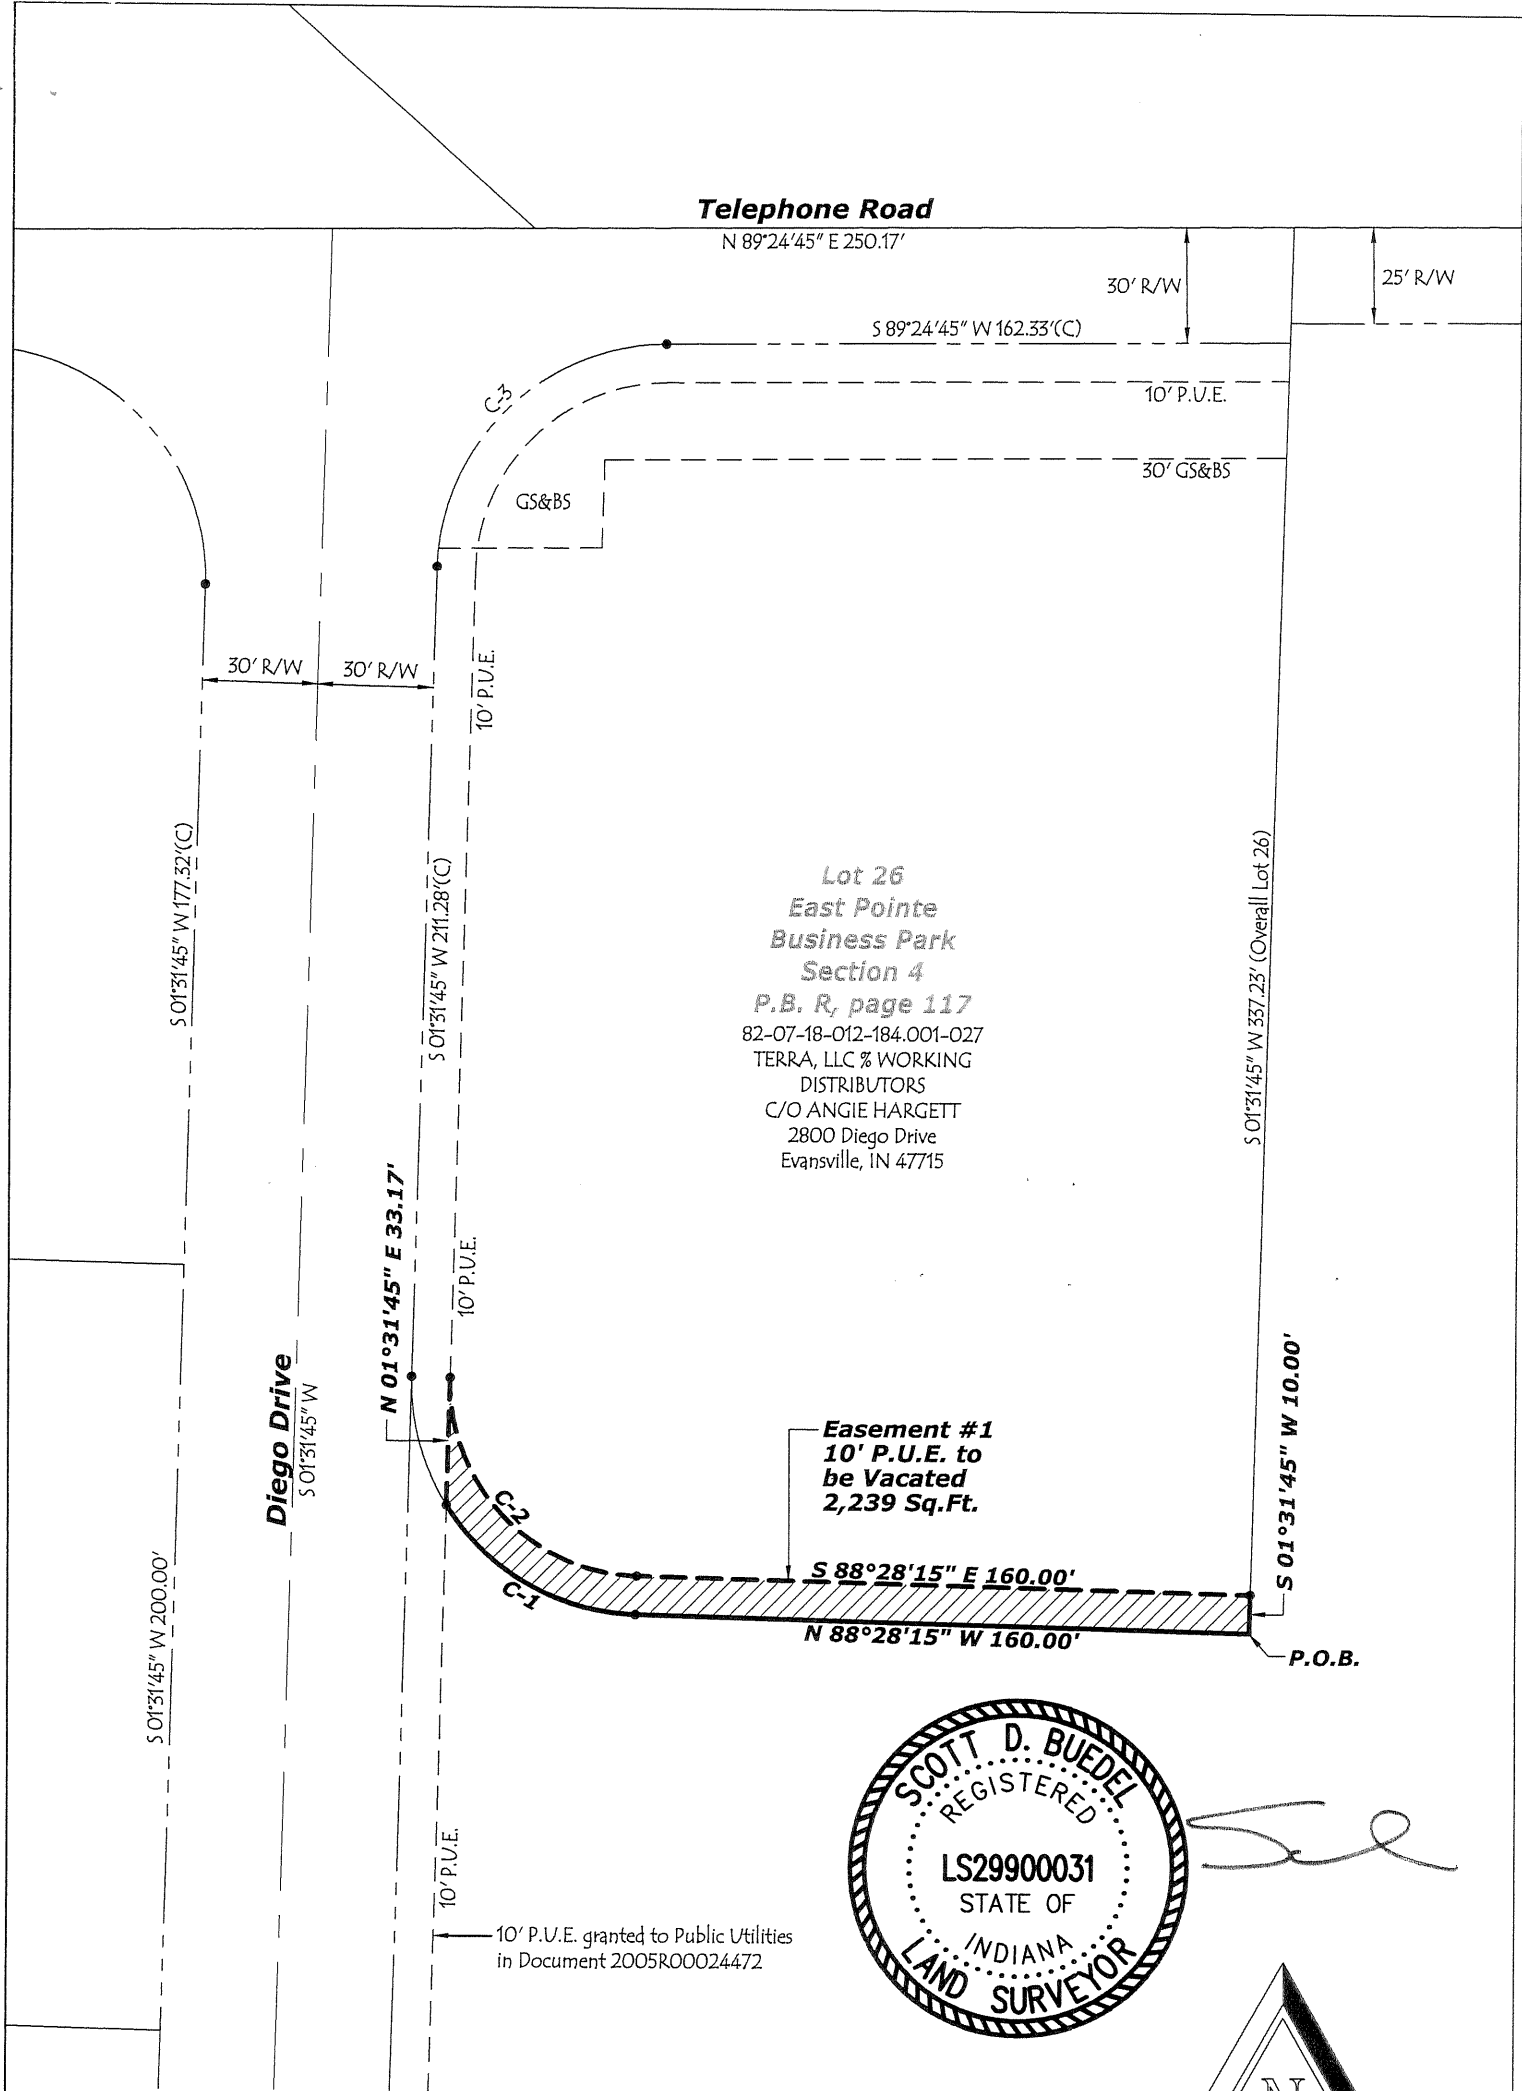 Telephone Road
N 89°24'45" E 250.17'
30' R/W
25' R/W
S 89°24'45" W 162.33'(C)
C-3
10' P.U.E.
30' GS&BS
GS&BS
30' R/W
30' R/W
10' P.U.E.
S 01°31'45" W 177.32'(C)
S 01°31'45" W 211.28'(C)
Lot 26
East Pointe
Business Park
Section 4
P.B. R, page 117
82-07-18-012-184.001-027
TERRA, LLC % WORKING
DISTRIBUTORS
C/O ANGIE HARGETT
2800 Diego Drive
Evansville, IN 47715
S 01°31'45" W 337.23' (Overall Lot 26)
N 01°31'45" E 33.17'
10' P.U.E.
Diego Drive
S 01°31'45" W
Easement #1
10' P.U.E. to
be Vacated
2,239 Sq.Ft.
S 01°31'45" W 10.00'
C-2
C-1
S 88°28'15" E 160.00'
N 88°28'15" W 160.00'
P.O.B.
S 01°31'45" W 200.00'
10' P.U.E.
10' P.U.E. granted to Public Utilities
in Document 2005R00024472
SCOTT D. BUEDEL
REGISTERED
LS29900031
STATE OF
INDIANA
LAND SURVEYOR
N